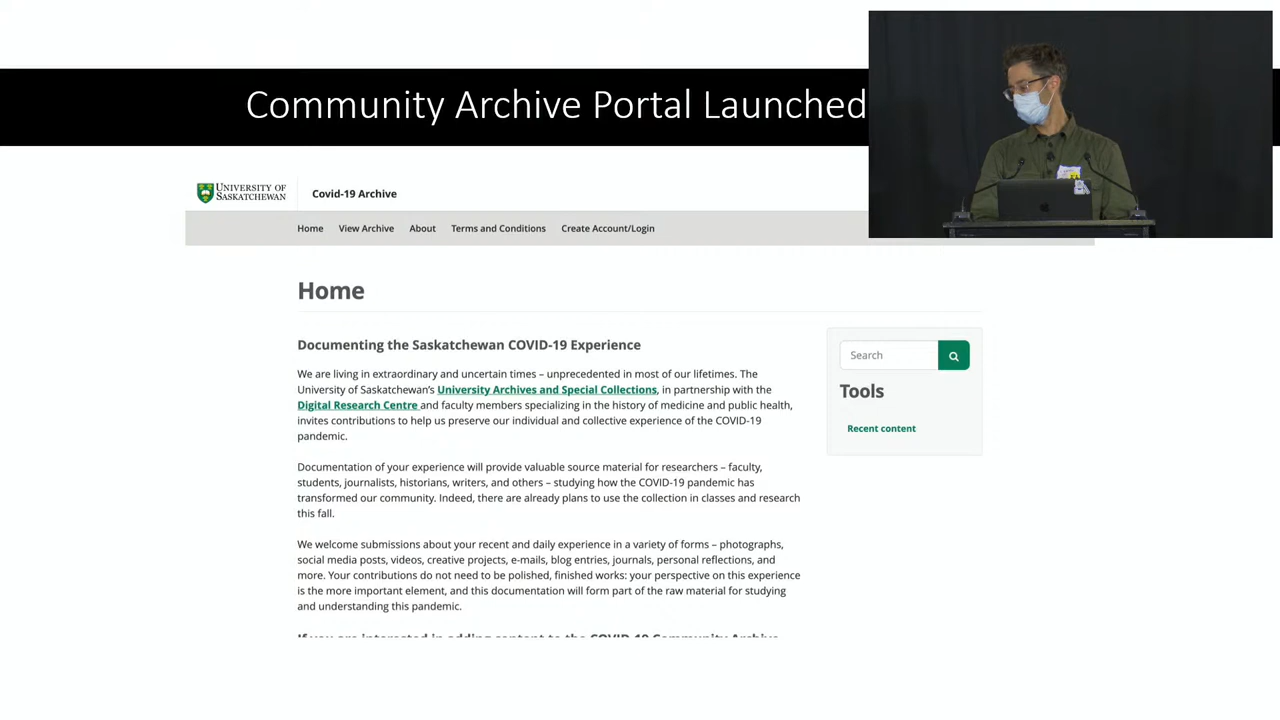 Community Archive Portal Launched
UNIVERSITY OF
SASKATCHEWAN
Covid-19 Archive
Home View Archive About Terms and Conditions Create Account/Login
Home
Documenting the Saskatchewan COVID-19 Experience
We are living in extraordinary and uncertain times – unprecedented in most of our lifetimes. The
University of Saskatchewan's University Archives and Special Collections, in partnership with the
Digital Research Centre and faculty members specializing in the history of medicine and public health,
invites contributions to help us preserve our individual and collective experience of the COVID-19
pandemic.
Documentation of your experience will provide valuable source material for researchers – faculty,
students, journalists, historians, writers, and others – studying how the COVID-19 pandemic has
transformed our community. Indeed, there are already plans to use the collection in classes and research
this fall.
We welcome submissions about your recent and daily experience in a variety of forms – photographs,
social media posts, videos, creative projects, e-mails, blog entries, journals, personal reflections, and
more. Your contributions do not need to be polished, finished works: your perspective on this experience
is the more important element, and this documentation will form part of the raw material for studying
and understanding this pandemic.
If you are interested in adding content to the COVID-19 Community Archive
Search
Tools
Recent content